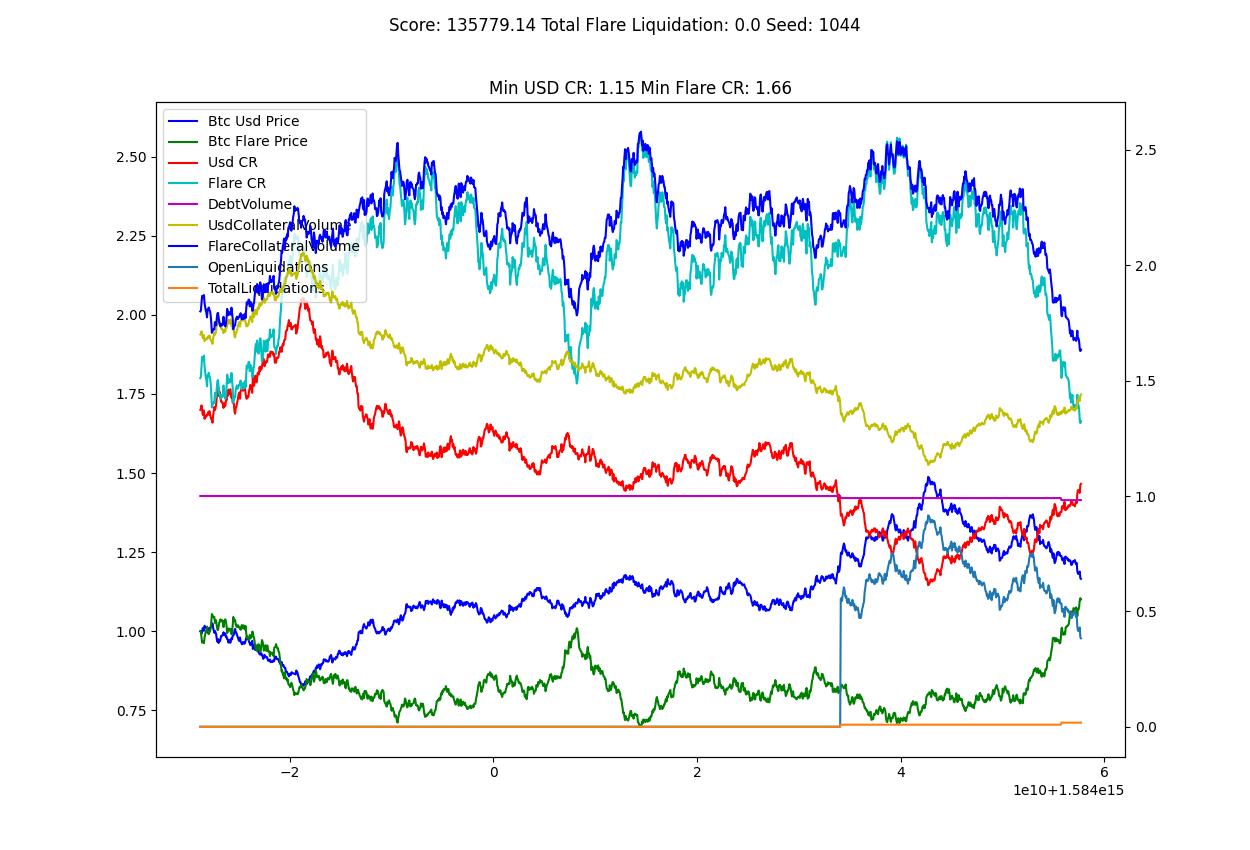 Score: 135779.14 Total Flare Liquidation: 0.0 Seed: 1044
Min USD CR: 1.15 Min Flare CR: 1.66
Btc Usd Price
Btc Flare Price
Usd CR
Flare CR
DebtVolume
UsdCollateralVolume
FlareCollateralVolume
OpenLiquidations
TotalLiquidations
2.50
2.25
2.00
1.75
1.50
1.25
1.00
0.75
2.5
2.0
1.5
1.0
0.5
0.0
−2
0
2
4
6
1e10+1.584e15